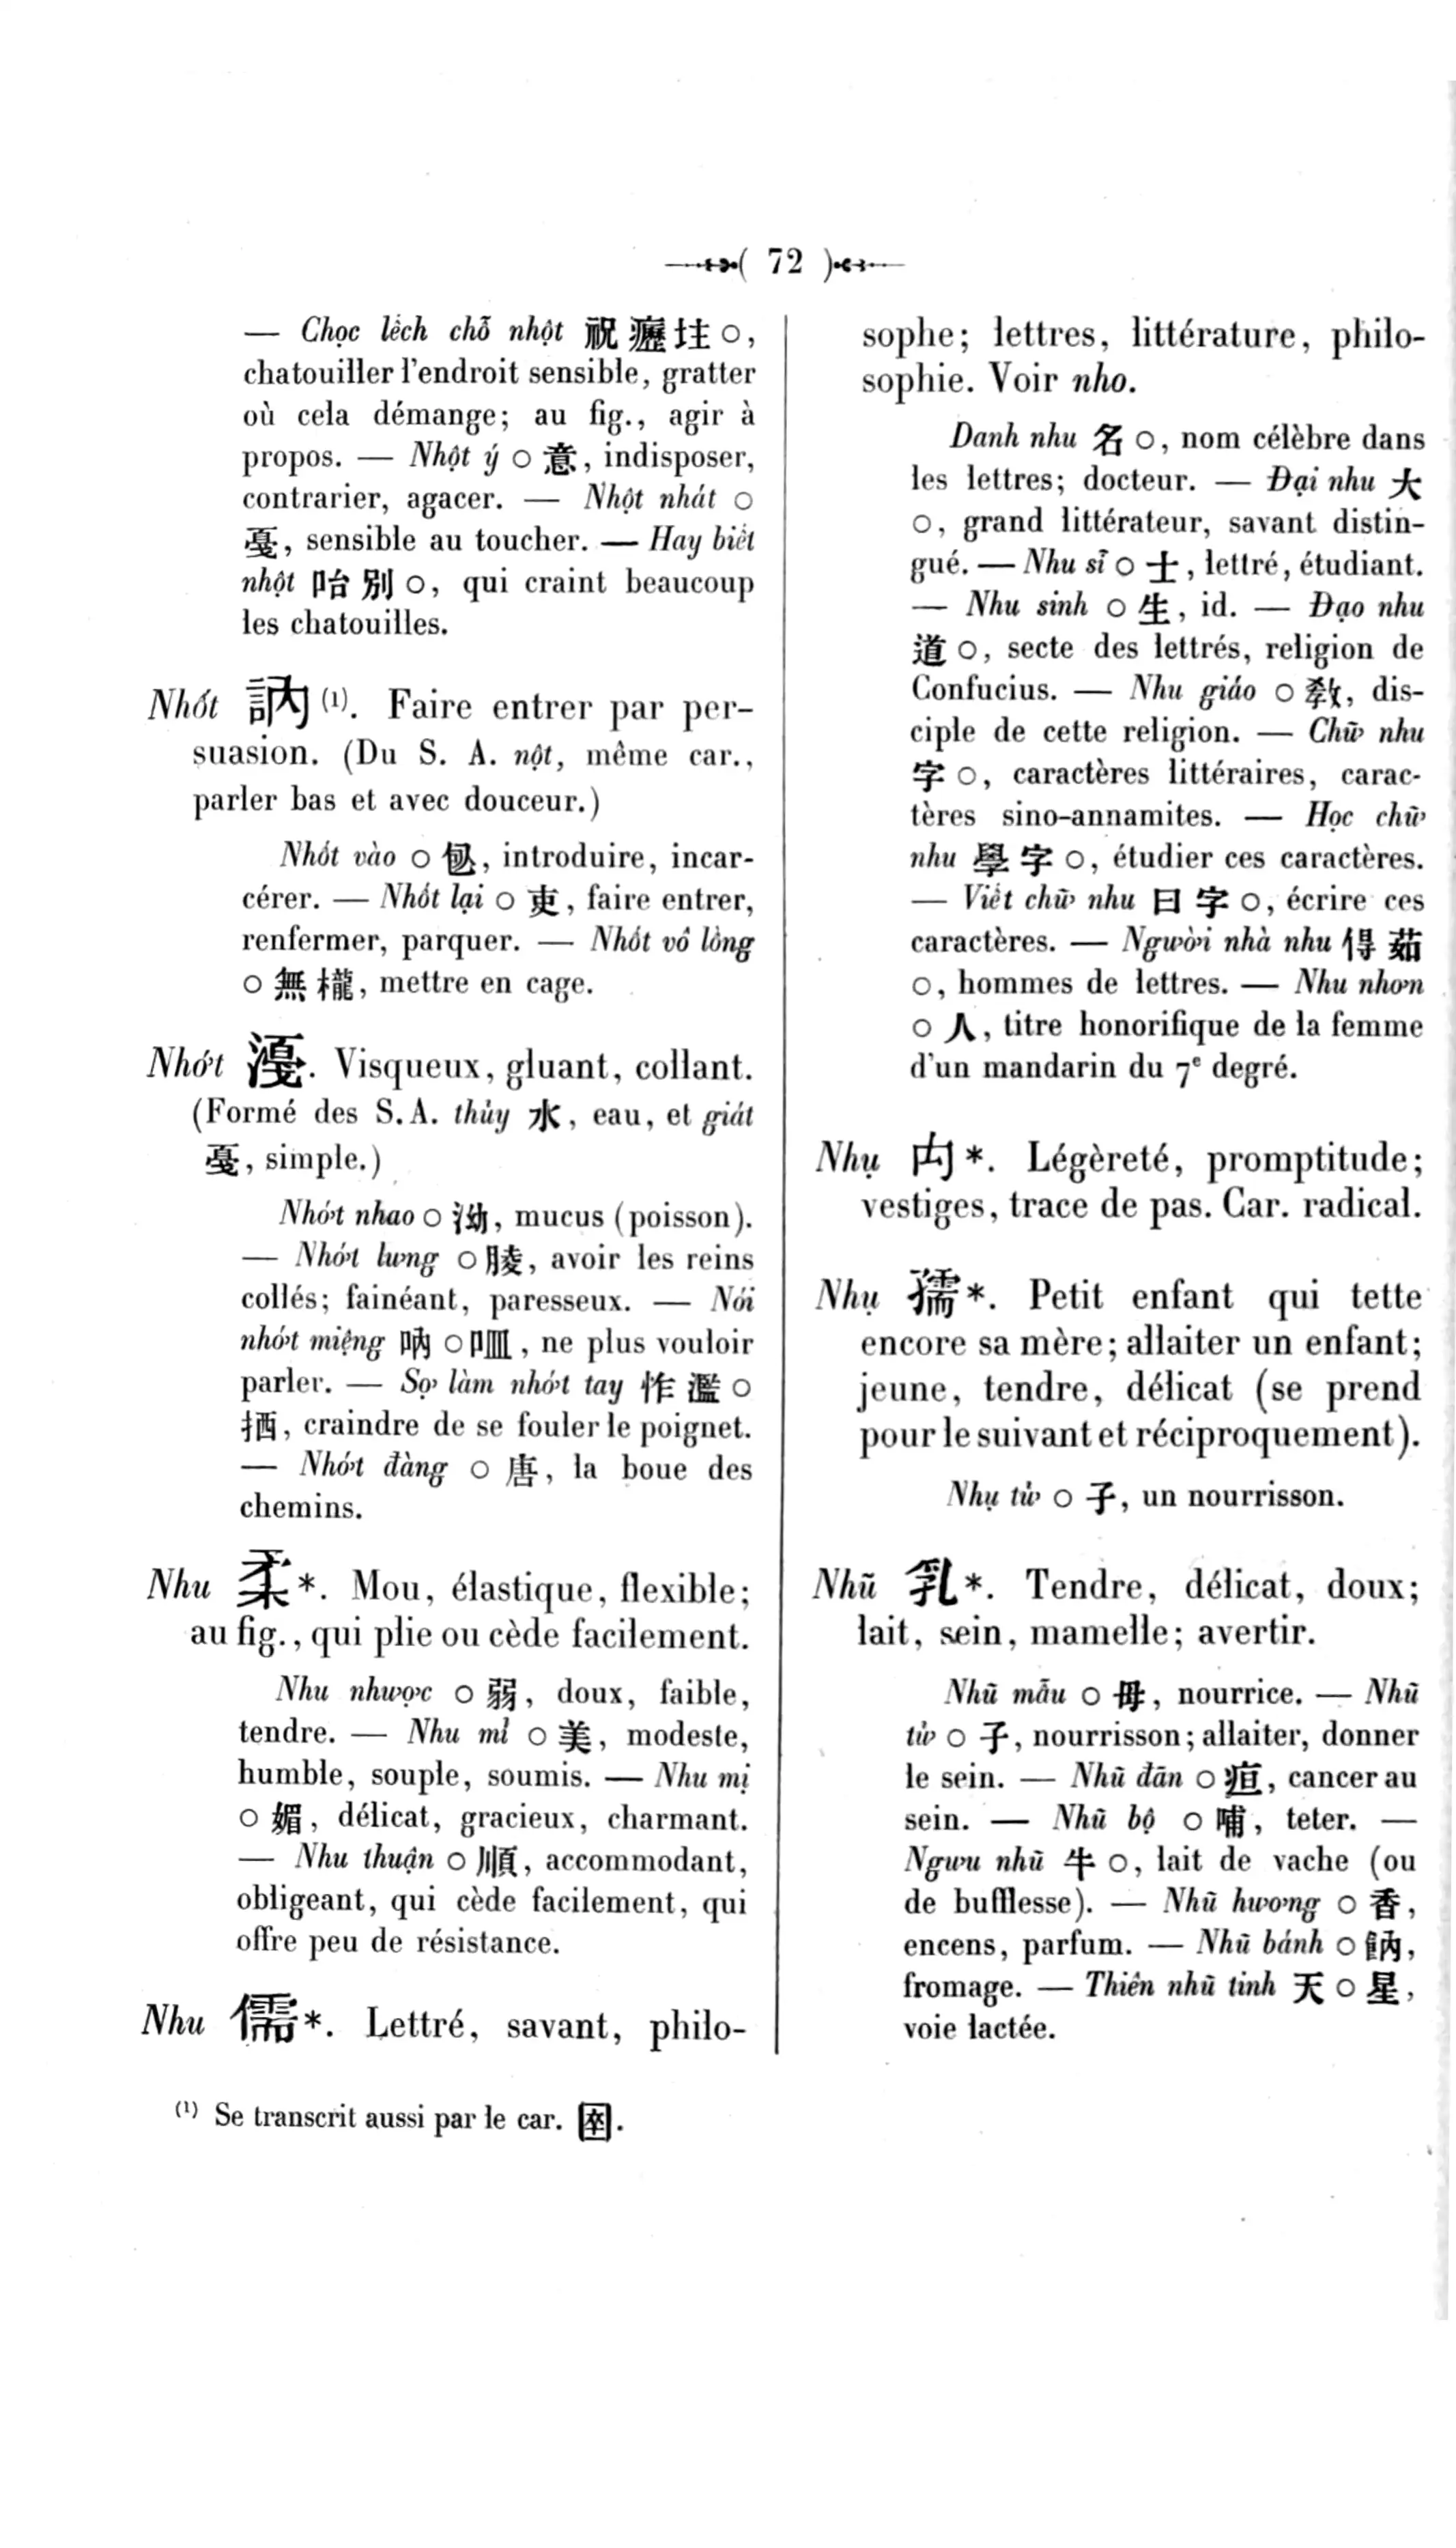 ( 72 )
— Chọc lếch chỗ nhột 祝癧㙇○,
chatouiller l'endroit sensible, gratter
où cela démange; au fig., agir à
propos. — Nhột ý ○ 意, indisposer,
contrarier, agacer. — Nhột nhát ○
戞, sensible au toucher. — Hay biết
nhột 咍別○, qui craint beaucoup
les chatouilles.
Nhốt 訥 (1). Faire entrer par per-
suasion. (Du S. A. nột, même car.,
parler bas et avec douceur.)
Nhốt vào ○, introduire, incar-
cérer. — Nhốt lại ○ 吏, faire entrer,
renfermer, parquer. — Nhốt vô lồng
○ 無櫳, mettre en cage.
Nhớt. Visqueux, gluant, collant.
(Formé des S. A. thủy 水, eau, et giát
戞, simple.)
Nhớt nhao ○ 泑, mucus (poisson).
— Nhớt lưng ○, avoir les reins
collés; fainéant, paresseux. — Nói
nhớt miệng 吶○𠰘, ne plus vouloir
parler. — Sợ làm nhớt tay 怍濫○
拪, craindre de se fouler le poignet.
— Nhớt đàng ○ 唐, la boue des
chemins.
Nhu 柔*. Mou, élastique, flexible;
au fig., qui plie ou cède facilement.
Nhu nhược ○ 弱, doux, faible,
tendre. — Nhu mì ○ 美, modeste,
humble, souple, soumis. — Nhu mị
○ 媚, délicat, gracieux, charmant.
— Nhu thuận ○ 順, accommodant,
obligeant, qui cède facilement, qui
offre peu de résistance.
Nhu 儒*. Lettré, savant, philo-
(1) Se transcrit aussi par le car.
sophe; lettres, littérature, philo-
sophie. Voir nho.
Danh nhu 名○, nom célèbre dans
les lettres; docteur. — Đại nhu 大
○, grand littérateur, savant distin-
gué. — Nhu sĩ ○ 士, lettré, étudiant.
— Nhu sinh ○ 生, id. — Đạo nhu
道○, secte des lettrés, religion de
Confucius. — Nhu giáo ○ 敎, dis-
ciple de cette religion. — Chữ nhu
字○, caractères littéraires, carac-
tères sino-annamites. — Học chữ
nhu 學字○, étudier ces caractères.
— Viết chữ nhu 曰字○, écrire ces
caractères. — Người nhà nhu 得茹
○, hommes de lettres. — Nhu nhơn
○ 人, titre honorifique de la femme
d'un mandarin du 7e degré.
Nhụ 禸*. Légèreté, promptitude;
vestiges, trace de pas. Car. radical.
Nhụ 孺*. Petit enfant qui tette
encore sa mère; allaiter un enfant;
jeune, tendre, délicat (se prend
pour le suivant et réciproquement).
Nhụ tử ○ 子, un nourrisson.
Nhũ 乳*. Tendre, délicat, doux;
lait, sein, mamelle; avertir.
Nhũ mẫu ○ 母, nourrice. — Nhũ
tử ○ 子, nourrisson; allaiter, donner
le sein. — Nhũ đăn ○ 疸, cancer au
sein. — Nhũ bộ ○ 哺, teter. —
Ngưu nhũ 牛○, lait de vache (ou
de bufflesse). — Nhũ hương ○ 香,
encens, parfum. — Nhũ bánh ○,
fromage. — Thiên nhũ tinh 天○星,
voie lactée.